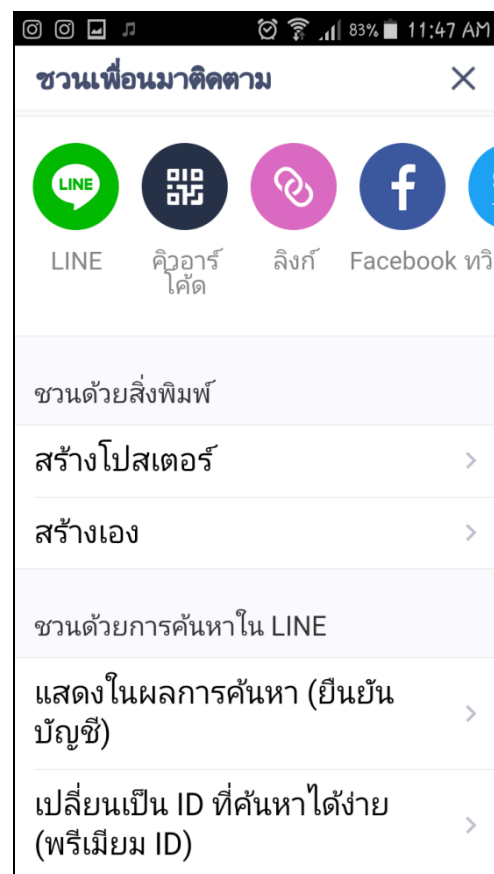 83% 11:47 AM
ชวนเพื่อนมาติดตาม
LINE
LINE คิวอาร์ ลิงก์ Facebook ทวิ
โค้ด
ชวนด้วยสิ่งพิมพ์
สร้างโปสเตอร์
สร้างเอง
ชวนด้วยการค้นหาใน LINE
แสดงในผลการค้นหา (ยืนยัน
บัญชี)
เปลี่ยนเป็น ID ที่ค้นหาได้ง่าย
(พรีเมียม ID)